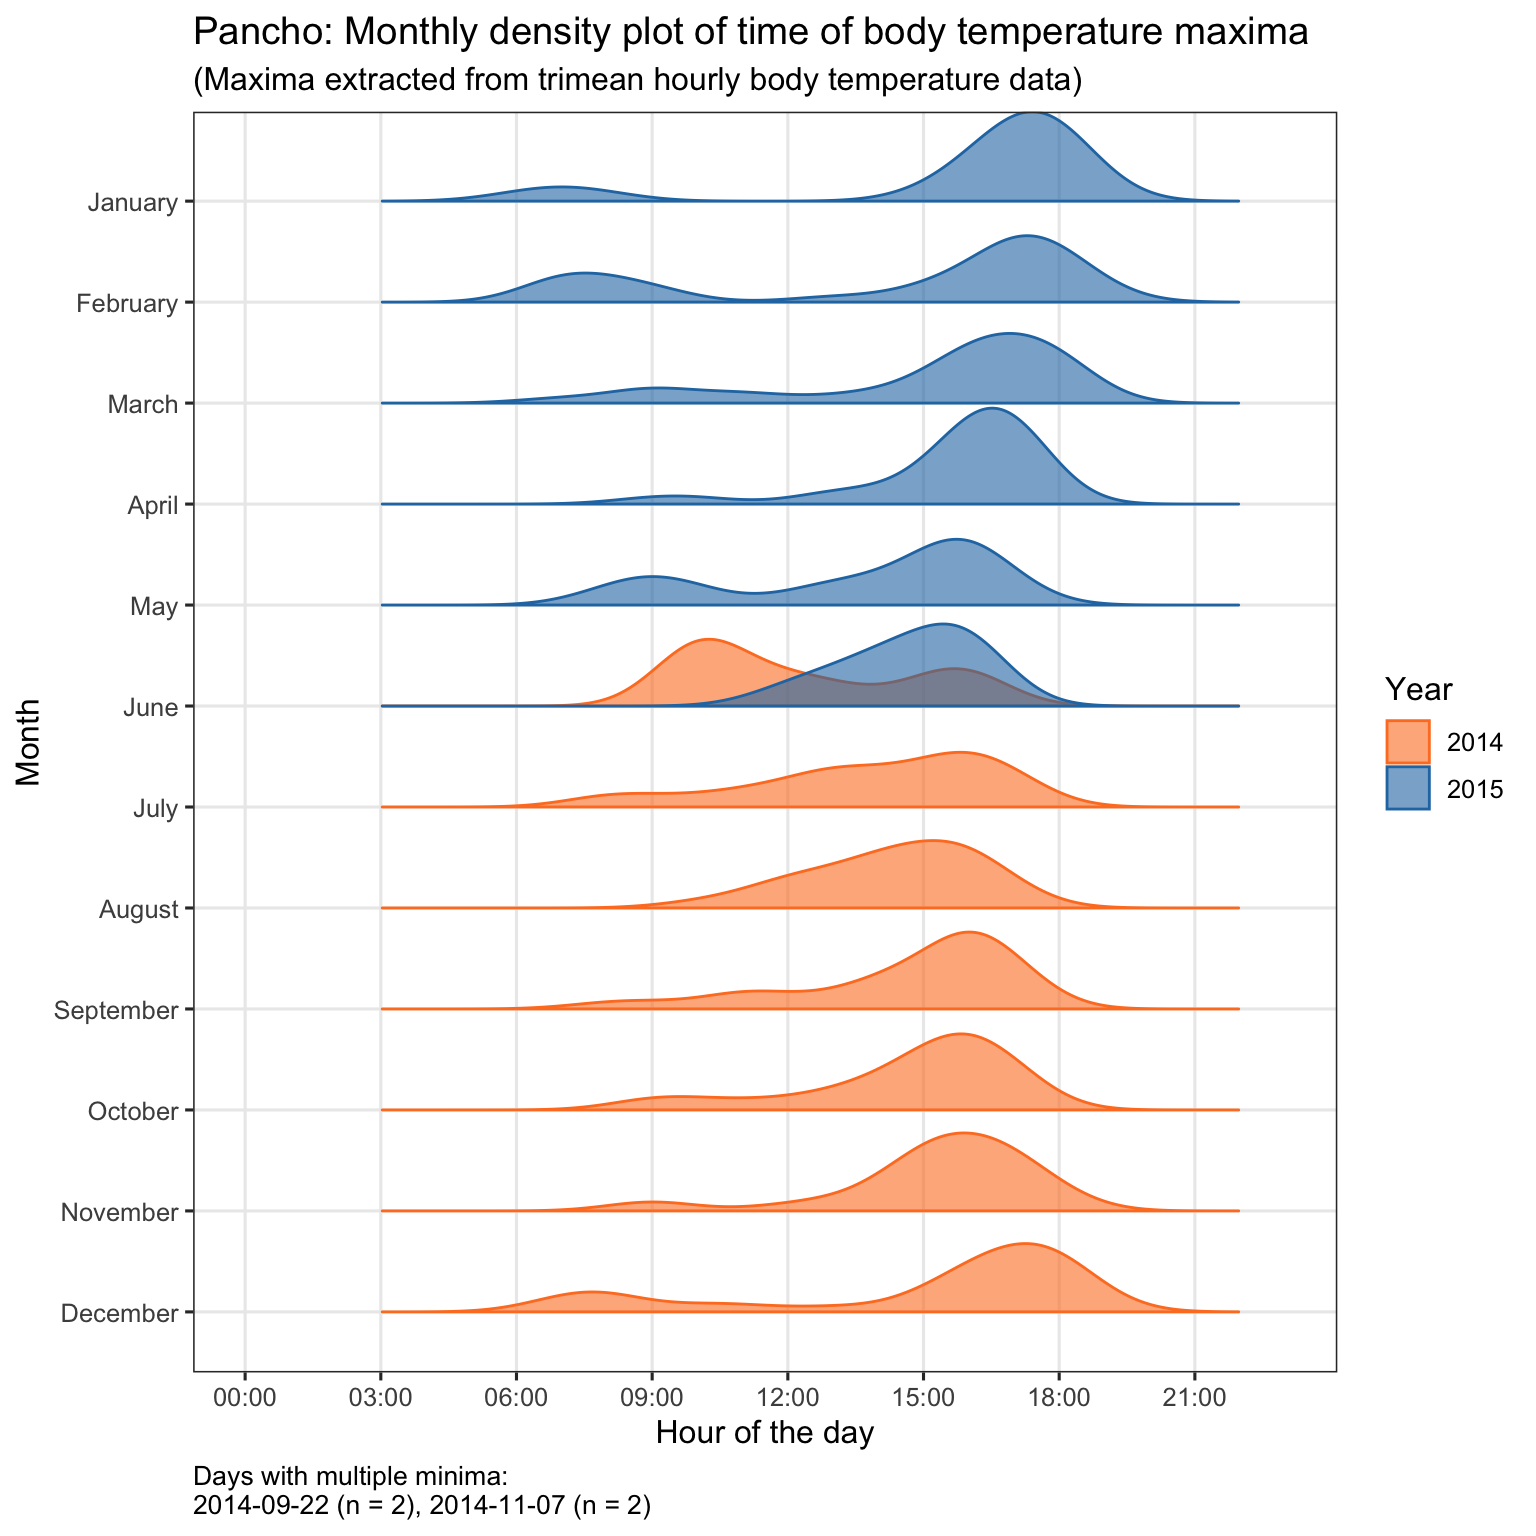 Pancho: Monthly density plot of time of body temperature maxima
(Maxima extracted from trimean hourly body temperature data)
January
February
March
April
May
June
July
August
September
October
November
December
Month
00:00 03:00 06:00 09:00 12:00 15:00 18:00 21:00
Hour of the day
Year
2014
2015
Days with multiple minima:
2014-09-22 (n = 2), 2014-11-07 (n = 2)